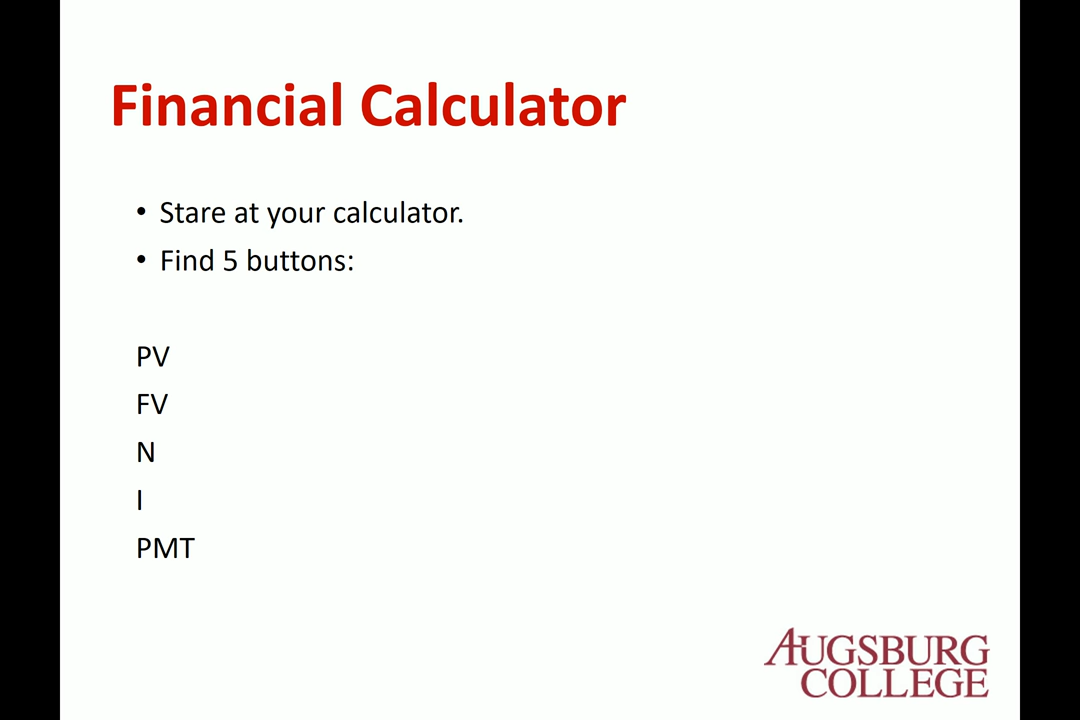 Financial Calculator
• Stare at your calculator.
• Find 5 buttons:
PV
FV
N
I
PMT
AUGSBURG
COLLEGE